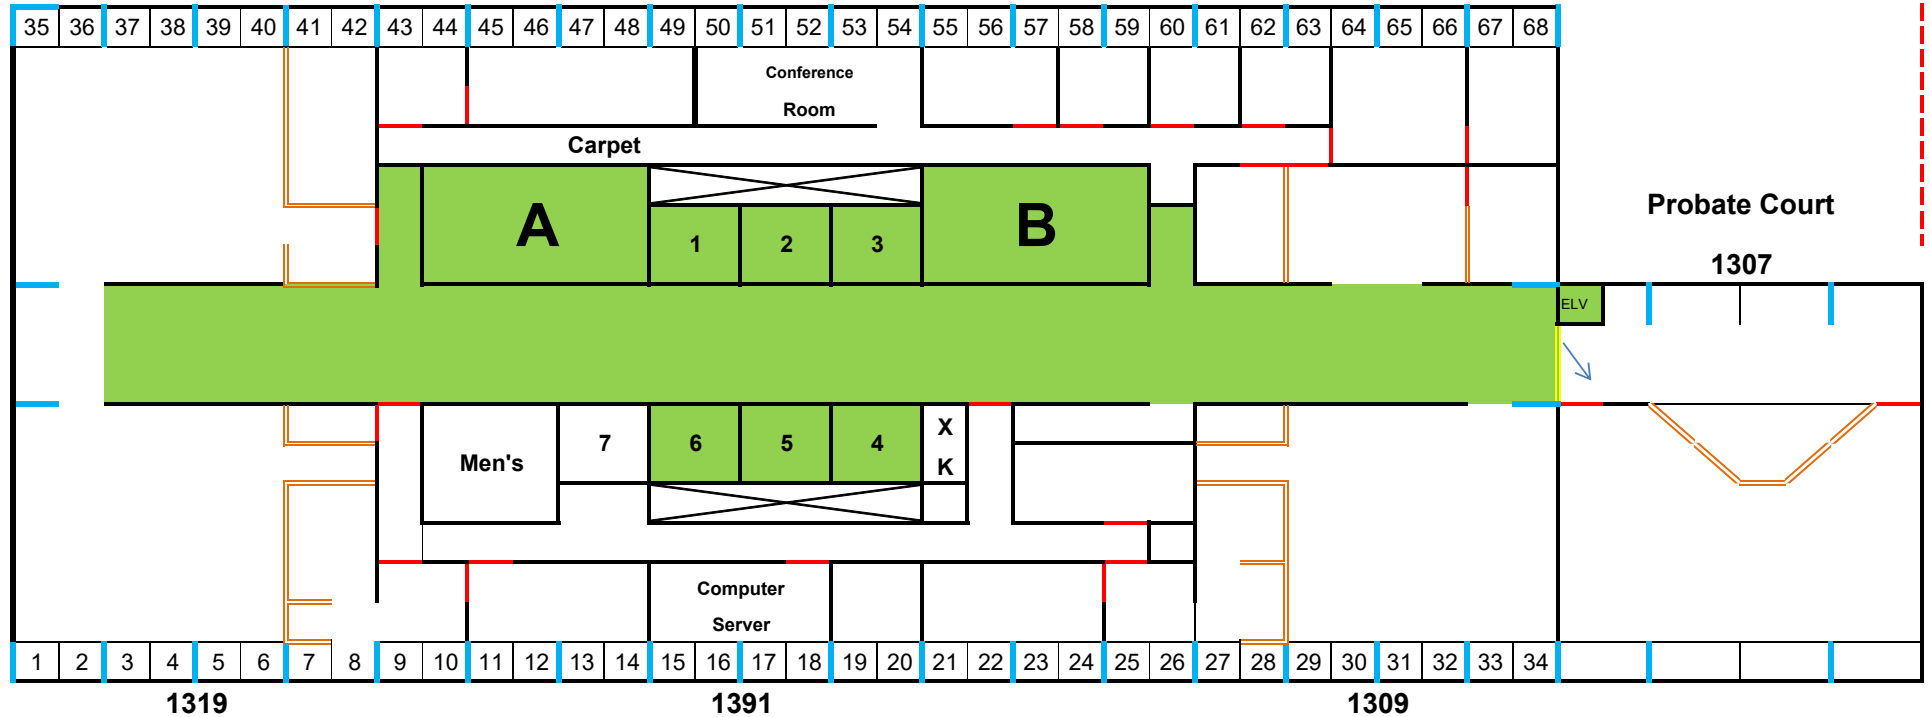 35 36 37 38 39 40 41 42 43 44 45 46 47 48 49 50 51 52 53 54 55 56 57 58 59 60 61 62 63 64 65 66 67 68
Conference
Room
Carpet
A
B
1 2 3
Probate Court
1307
ELV
Men's
7 6 5 4
X
K
Computer
Server
1 2 3 4 5 6 7 8 9 10 11 12 13 14 15 16 17 18 19 20 21 22 23 24 25 26 27 28 29 30 31 32 33 34
1319 1391 1309